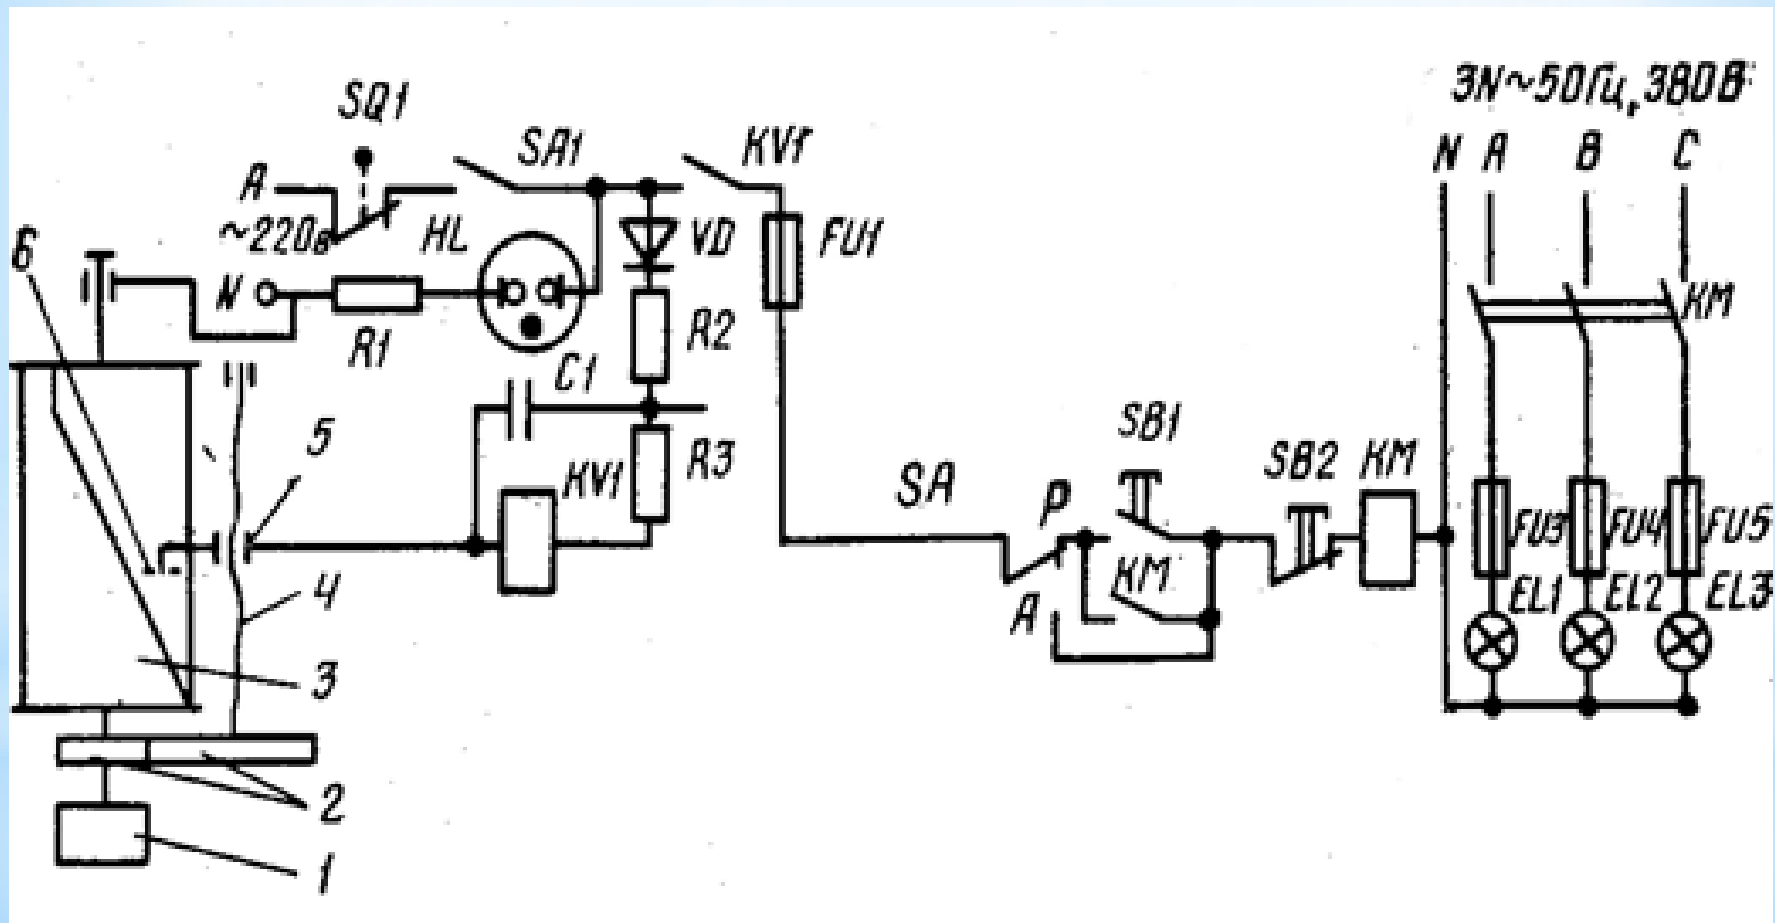 3N~50Гц, 380В
N A B C
SQ1
SA1
KV1
A
~220в
HL
VD
FU1
6
N
R1
R2
KM
C1
5
KV1
R3
SB1
SA
P
SB2
KM
FU3
FU4
FU5
KM
EL1
EL2
EL3
4
A
3
2
1